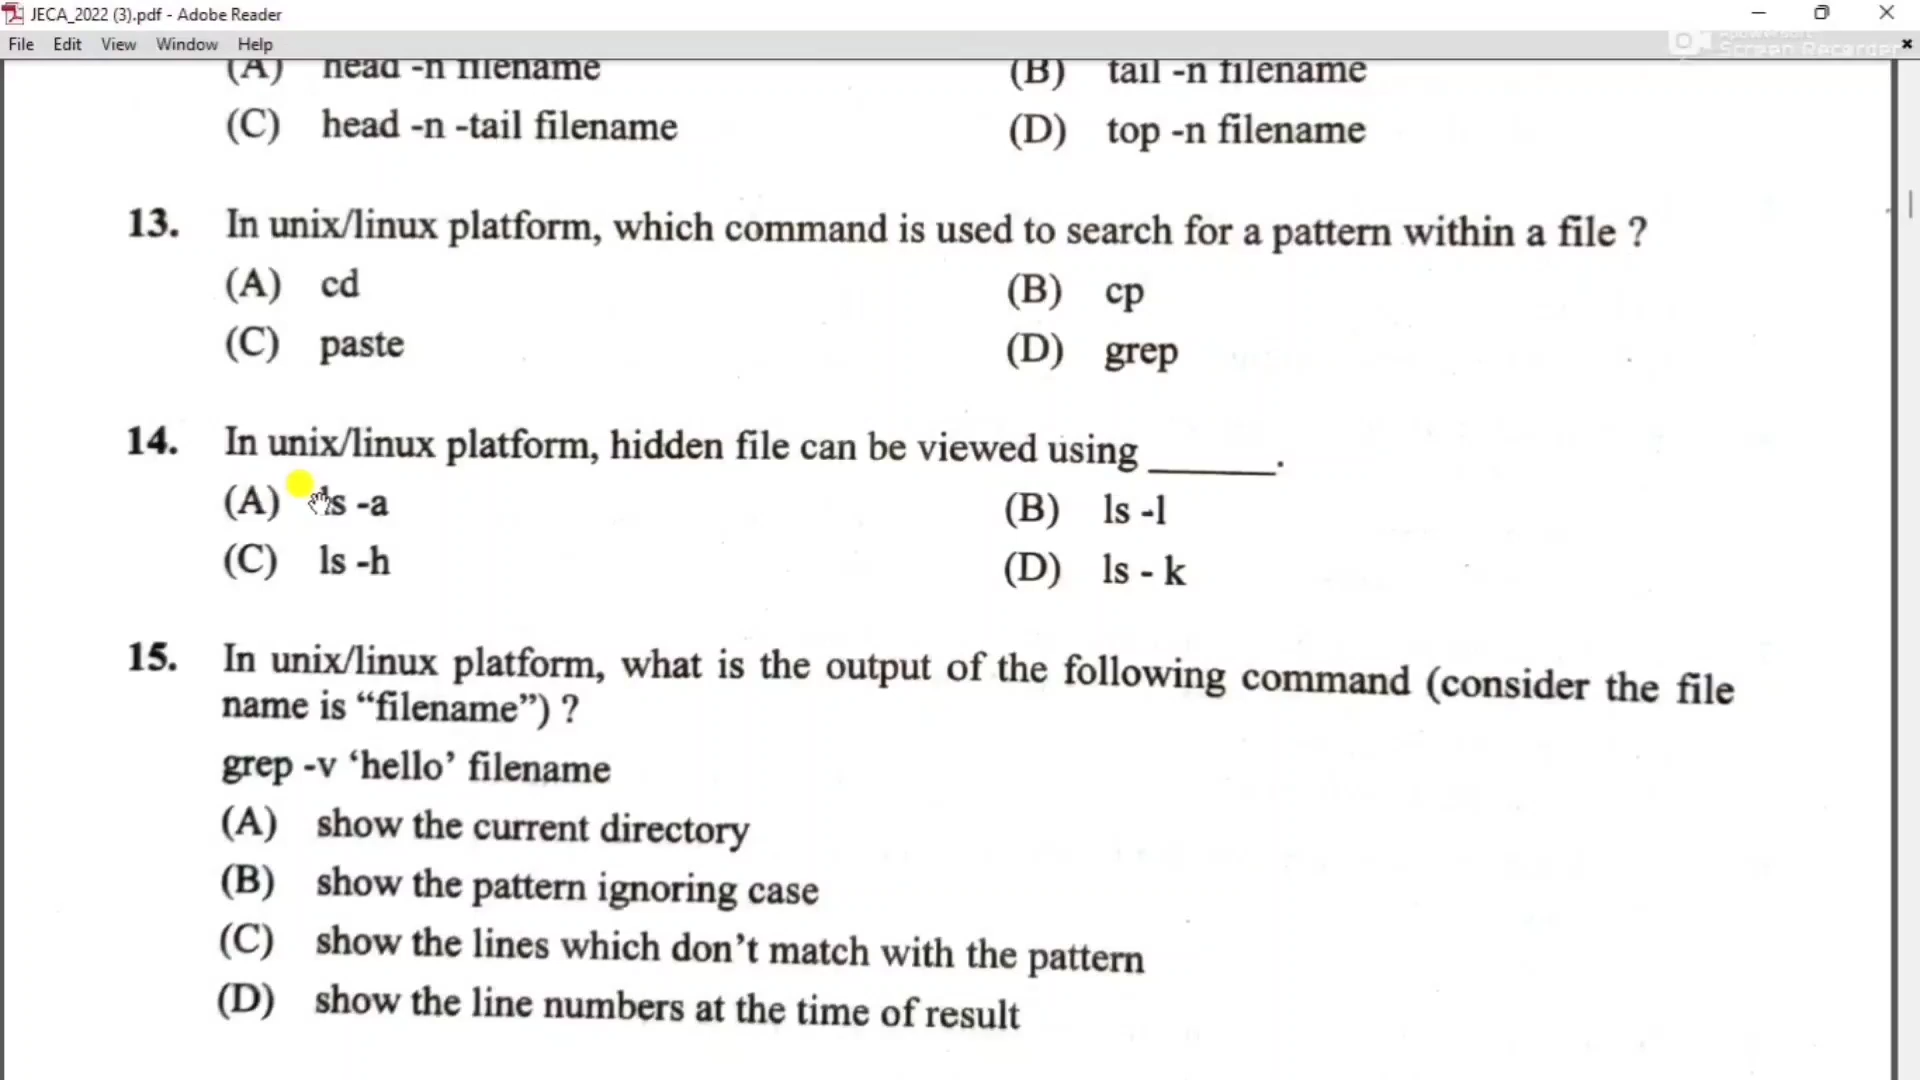 JECA_2022 (3).pdf - Adobe Reader
File Edit View Window Help
Screen Recorder
(A) head -n filename (B) tail -n filename
(C) head -n -tail filename (D) top -n filename
13. In unix/linux platform, which command is used to search for a pattern within a file ?
(A) cd (B) cp
(C) paste (D) grep
14. In unix/linux platform, hidden file can be viewed using ______.
(A) ls -a (B) ls -l
(C) ls -h (D) ls - k
15. In unix/linux platform, what is the output of the following command (consider the file
name is “filename”) ?
grep -v ‘hello’ filename
(A) show the current directory
(B) show the pattern ignoring case
(C) show the lines which don’t match with the pattern
(D) show the line numbers at the time of result